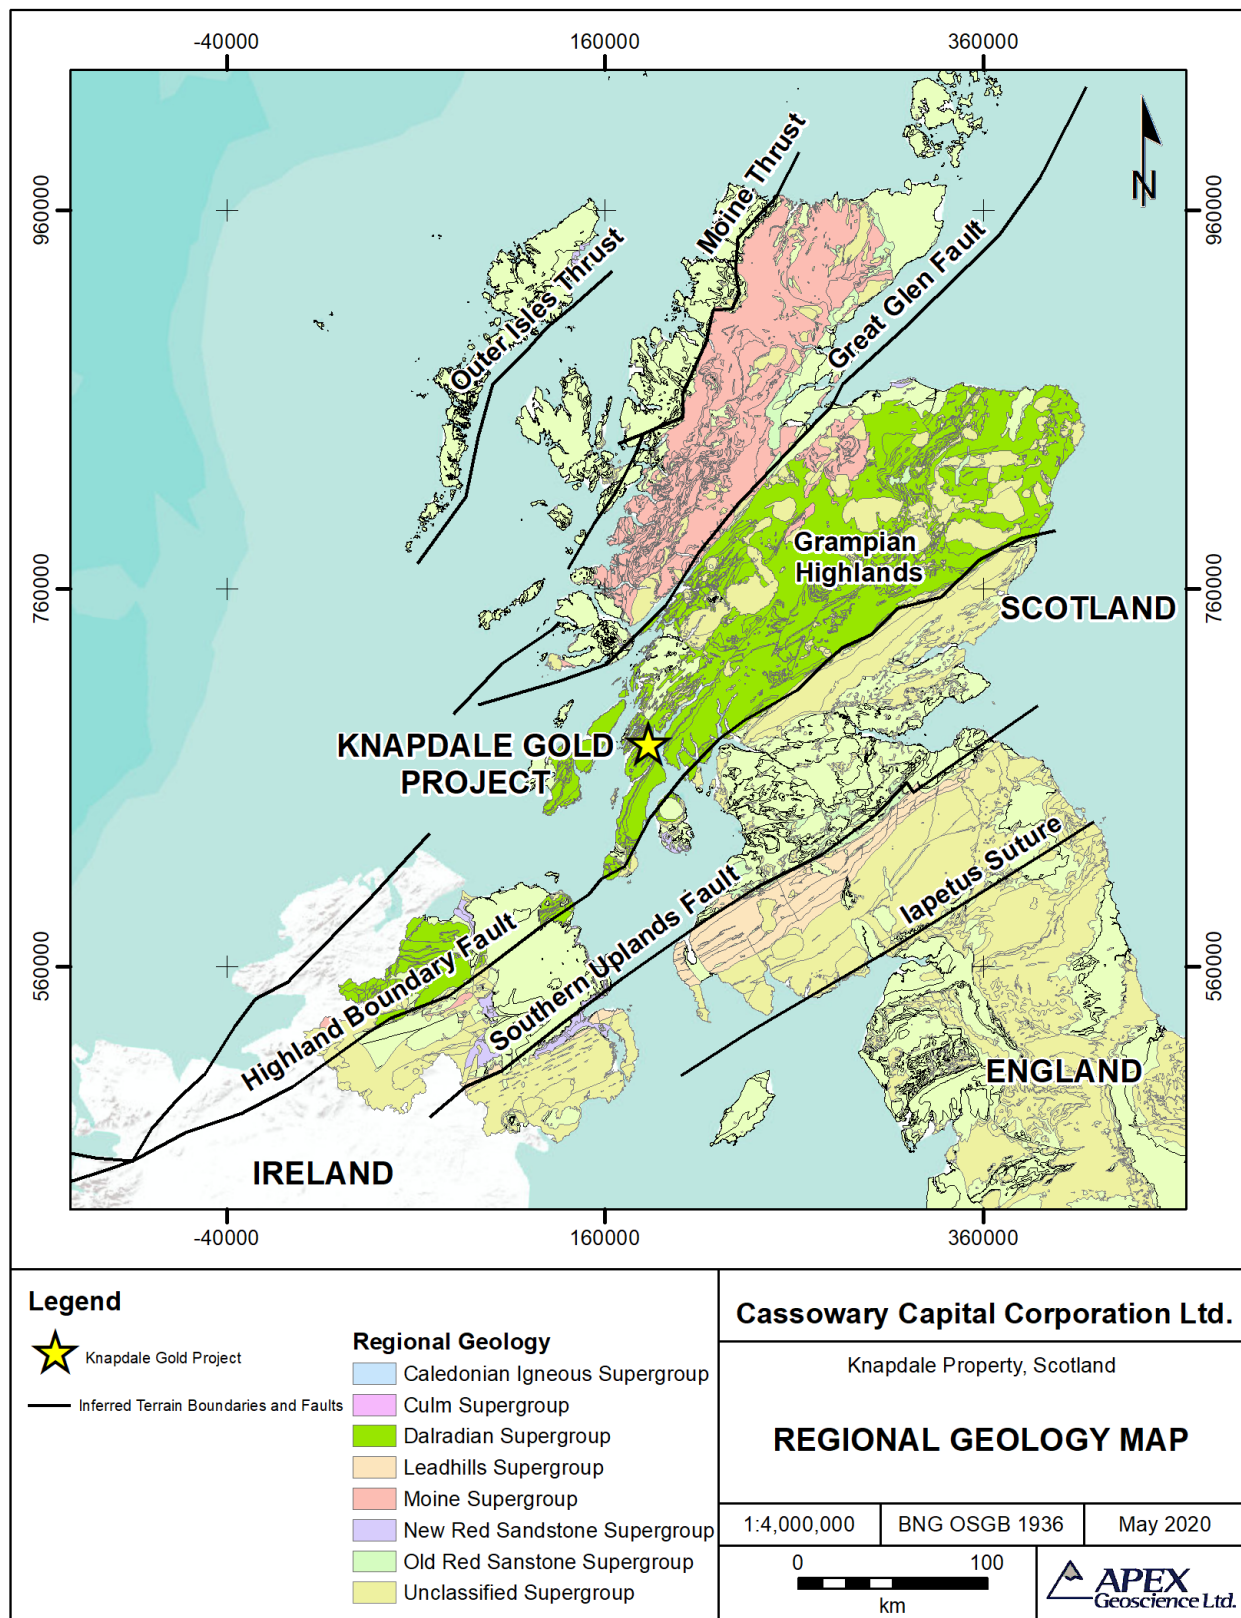 -40000
160000
360000
960000
960000
Moine Thrust
N
Outer Isles Thrust
Great Glen Fault
Grampian
Highlands
760000
760000
SCOTLAND
KNAPDALE GOLD
PROJECT
Iapetus Suture
Southern Uplands Fault
Highland Boundary Fault
560000
560000
ENGLAND
IRELAND
-40000
160000
360000
Legend
Knapdale Gold Project
Inferred Terrain Boundaries and Faults
Regional Geology
Caledonian Igneous Supergroup
Culm Supergroup
Dalradian Supergroup
Leadhills Supergroup
Moine Supergroup
New Red Sandstone Supergroup
Old Red Sanstone Supergroup
Unclassified Supergroup
Cassowary Capital Corporation Ltd.
Knapdale Property, Scotland
REGIONAL GEOLOGY MAP
1:4,000,000
BNG OSGB 1936
May 2020
0 100
km
APEX
Geoscience Ltd.